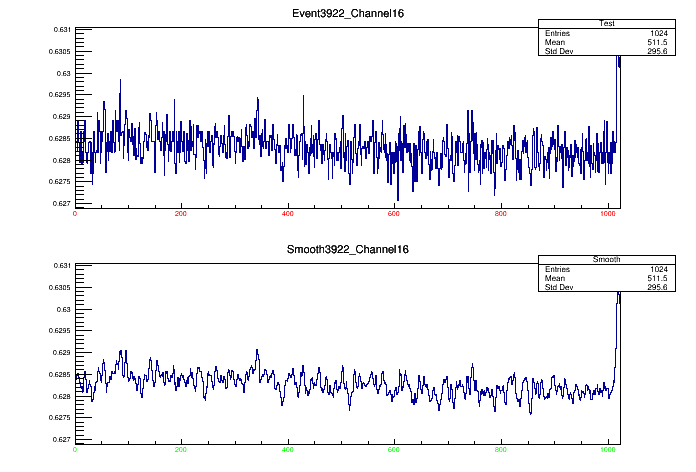 Event3922_Channel16
Test
Entries 1024
Mean 511.5
Std Dev 295.6
0.631
0.6305
0.63
0.6295
0.629
0.6285
0.628
0.6275
0.627
0 200 400 600 800 1000
Smooth3922_Channel16
Smooth
Entries 1024
Mean 511.5
Std Dev 295.6
0.631
0.6305
0.63
0.6295
0.629
0.6285
0.628
0.6275
0.627
0 200 400 600 800 1000